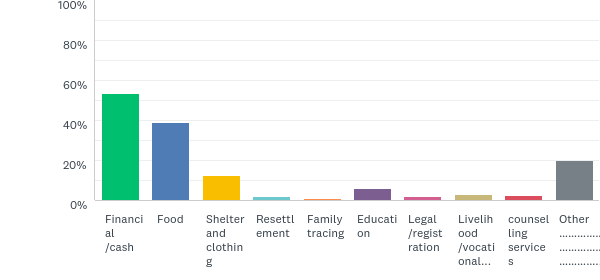 100%
80%
60%
40%
20%
0%
Financi
al
/cash
Food
Shelter
and
clothin
g
Resettl
ement
Family
tracing
Educati
on
Legal
/regist
ration
Livelih
ood
/vocati
onal...
counsel
ling
service
s
Other
..............
..............
..............